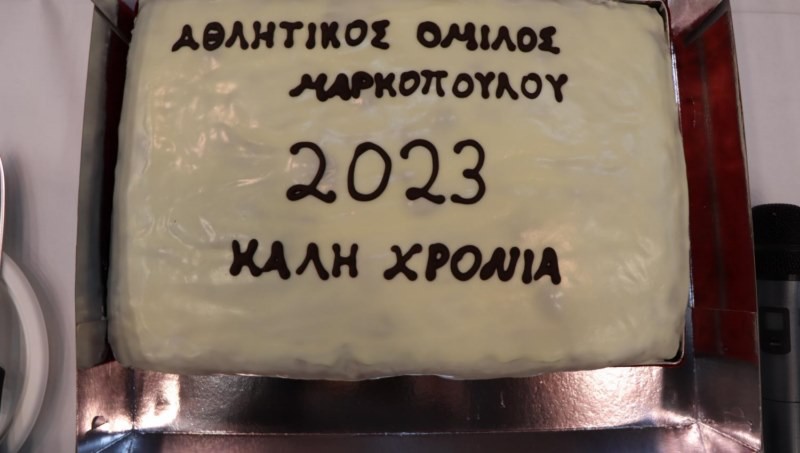 ΑΘΛΗΤΙΚΟΣ ΟΜΙΛΟΣ
ΜΑΡΚΟΠΟΥΛΟΥ
2023
ΚΑΛΗ ΧΡΟΝΙΑ